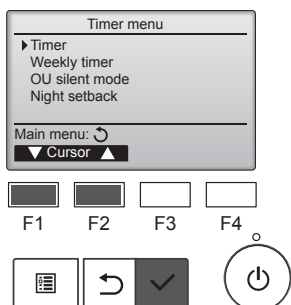 Timer menu
Timer
Weekly timer
OU silent mode
Night setback
Main menu:
Cursor
F1 F2 F3 F4